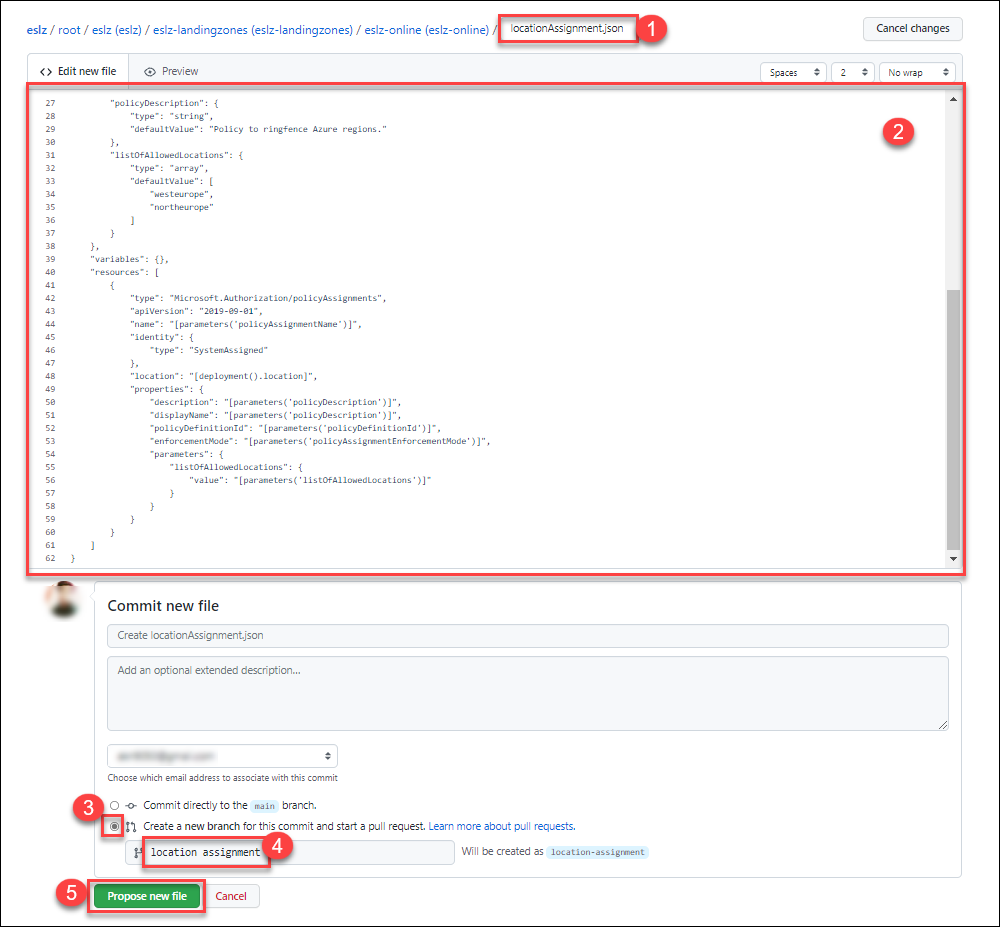 eslz / root / eslz (eslz) / eslz-landingzones (eslz-landingzones) / eslz-online (eslz-online) / locationAssignment.json 1 Cancel changes
<> Edit new file Preview Spaces 2 No wrap
2
27 "policyDescription": {
28 "type": "string",
29 "defaultValue": "Policy to ringfence Azure regions."
30 },
31 "listOfAllowedLocations": {
32 "type": "array",
33 "defaultValue": [
34 "westeurope",
35 "northeurope"
36 ]
37 }
38 },
39 "variables": {},
40 "resources": [
41 {
42 "type": "Microsoft.Authorization/policyAssignments",
43 "apiVersion": "2019-09-01",
44 "name": "[parameters('policyAssignmentName')]",
45 "identity": {
46 "type": "SystemAssigned"
47 },
48 "location": "[deployment().location]",
49 "properties": {
50 "description": "[parameters('policyDescription')]",
51 "displayName": "[parameters('policyDescription')]",
52 "policyDefinitionId": "[parameters('policyDefinitionId')]",
53 "enforcementMode": "[parameters('policyAssignmentEnforcementMode')]",
54 "parameters": {
55 "listOfAllowedLocations": {
56 "value": "[parameters('listOfAllowedLocations')]"
57 }
58 }
59 }
60 }
61 ]
62 }
Commit new file
Create locationAssignment.json
Add an optional extended description...
Choose which email address to associate with this commit
3 Commit directly to the main branch.
Create a new branch for this commit and start a pull request. Learn more about pull requests.
location assignment 4 Will be created as location-assignment
5 Propose new file Cancel